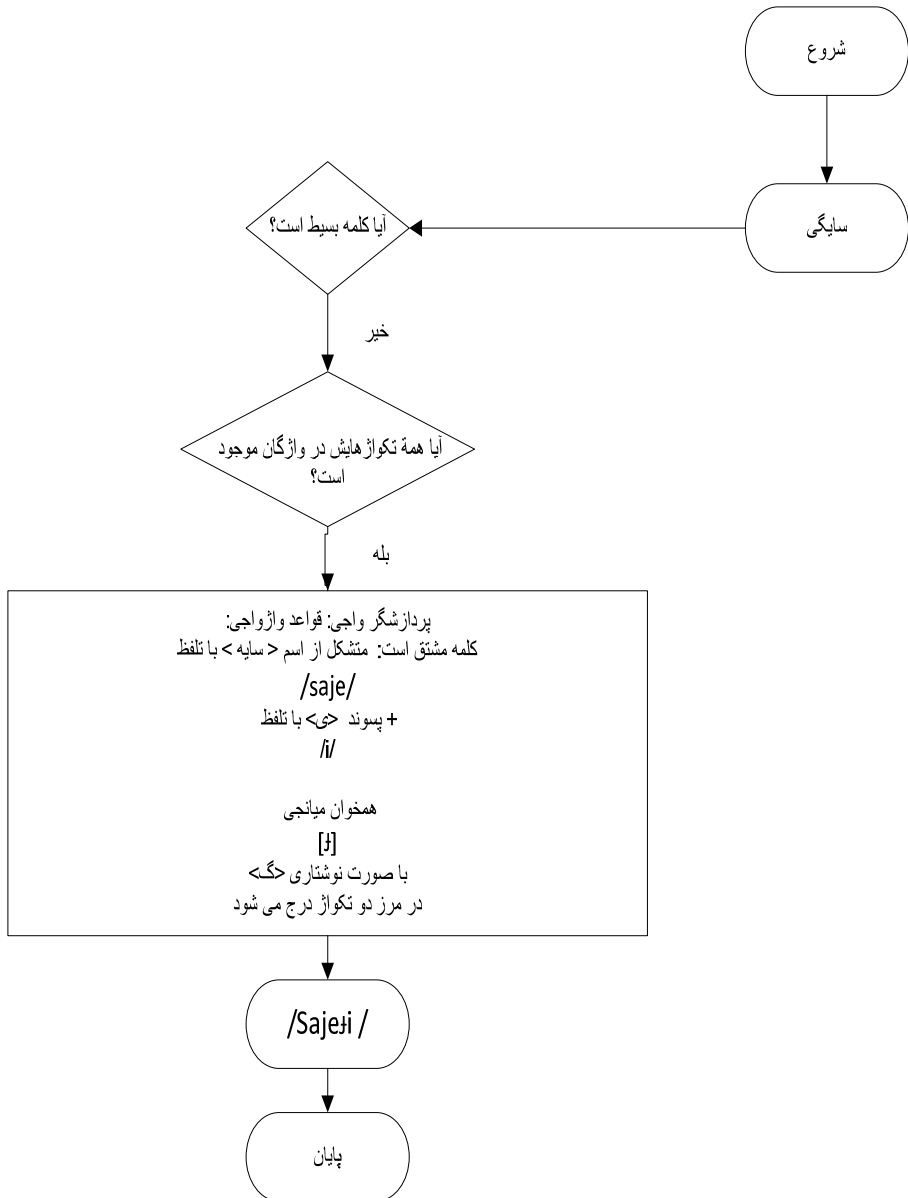 شروع
سایگی
آیا کلمه بسیط است؟
خیر
آیا همة تکواژهایش در واژگان موجود
است؟
بله
پردازشگر واجی: قواعد واژواجی:
کلمه مشتق است: متشکل از اسم < سایه > با تلفظ
/saje/
+ پسوند <ی> با تلفظ
/i/
همخوان میانجی
[ɟ]
با صورت نوشتاری <گ>
در مرز دو تکواژ درج می شود
/Sajeɟi /
پایان